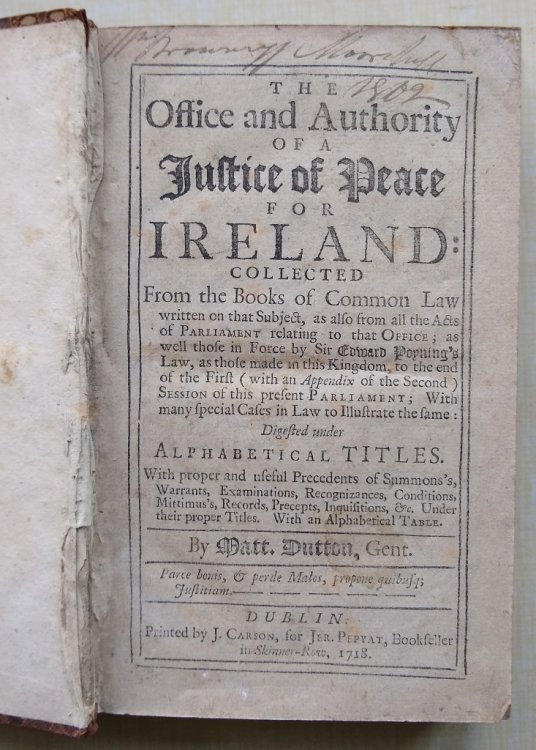 1802
THE
Office and Authority
OF A
Juſtice of Peace
FOR
IRELAND:
COLLECTED
From the Books of Common Law
written on that Subject, as alſo from all the Acts
of PARLIAMENT relating to that OFFICE; as
well thoſe in Force by Sir Edward Poyning's
Law, as thoſe made in this Kingdom, to the end
of the Firſt (with an Appendix of the Second)
SESSION of this preſent PARLIAMENT; With
many ſpecial Caſes in Law to Illuſtrate the ſame:
Digeſted under
ALPHABETICAL TITLES.
With proper and uſeful Precedents of Summons's,
Warrants, Examinations, Recognizances, Conditions,
Mittimus's, Records, Precepts, Inquiſitions, &c. Under
their proper Titles. With an Alphabetical TABLE.
By Matt. Dutton, Gent.
Parce bonis, & perde Malos, propone quibuſq;
Juſtitiam.
DUBLIN:
Printed by J. CARSON, for JER. PEPYAT, Bookſeller
in Skinner-Row, 1718.